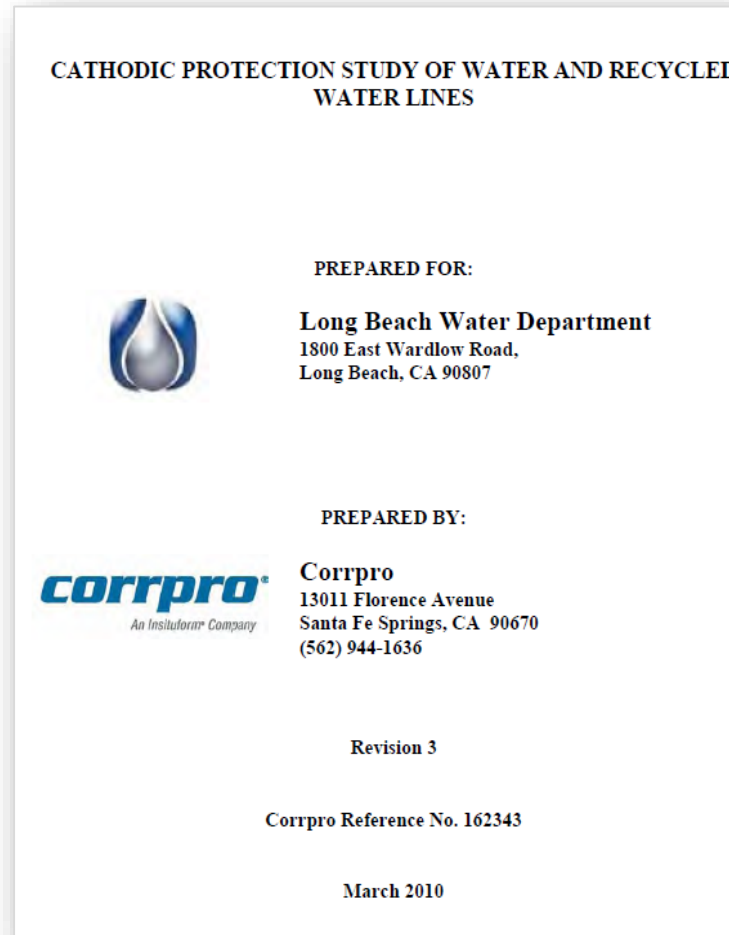 CATHODIC PROTECTION STUDY OF WATER AND RECYCLED
WATER LINES
PREPARED FOR:
Long Beach Water Department
1800 East Wardlow Road,
Long Beach, CA 90807
PREPARED BY:
corrpro®
An Insituform® Company
Corrpro
13011 Florence Avenue
Santa Fe Springs, CA 90670
(562) 944-1636
Revision 3
Corrpro Reference No. 162343
March 2010